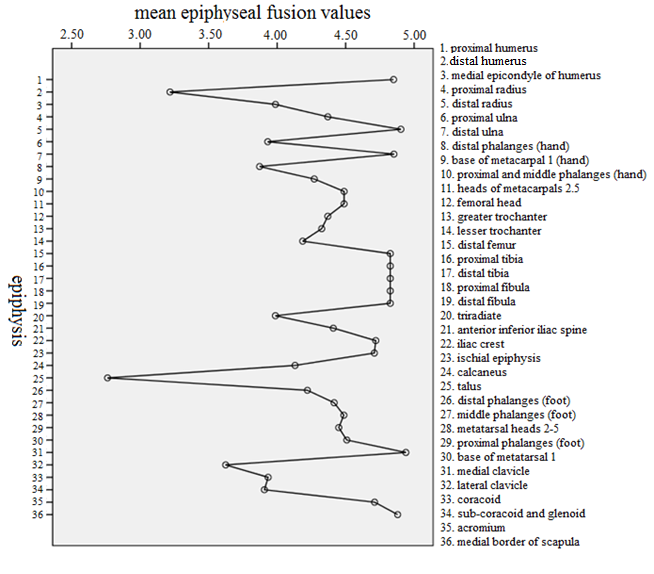 mean epiphyseal fusion values
2.50 3.00 3.50 4.00 4.50 5.00
epiphysis
1
2
3
4
5
6
7
8
9
10
11
12
13
14
15
16
17
18
19
20
21
22
23
24
25
26
27
28
29
30
31
32
33
34
35
36
1. proximal humerus
2.distal humerus
3. medial epicondyle of humerus
4. proximal radius
5. distal radius
6. proximal ulna
7. distal ulna
8. distal phalanges (hand)
9. base of metacarpal 1 (hand)
10. proximal and middle phalanges (hand)
11. heads of metacarpals 2.5
12. femoral head
13. greater trochanter
14. lesser trochanter
15. distal femur
16. proximal tibia
17. distal tibia
18. proximal fibula
19. distal fibula
20. triradiate
21. anterior inferior iliac spine
22. iliac crest
23. ischial epiphysis
24. calcaneus
25. talus
26. distal phalanges (foot)
27. middle phalanges (foot)
28. metatarsal heads 2-5
29. proximal phalanges (foot)
30. base of metatarsal 1
31. medial clavicle
32. lateral clavicle
33. coracoid
34. sub-coracoid and glenoid
35. acromium
36. medial border of scapula